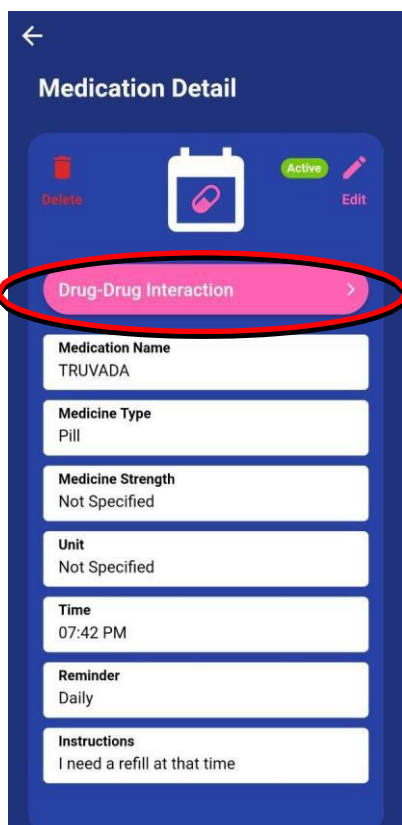 Medication Detail
Delete
Active
Edit
Drug-Drug Interaction
Medication Name
TRUVADA
Medicine Type
Pill
Medicine Strength
Not Specified
Unit
Not Specified
Time
07:42 PM
Reminder
Daily
Instructions
I need a refill at that time